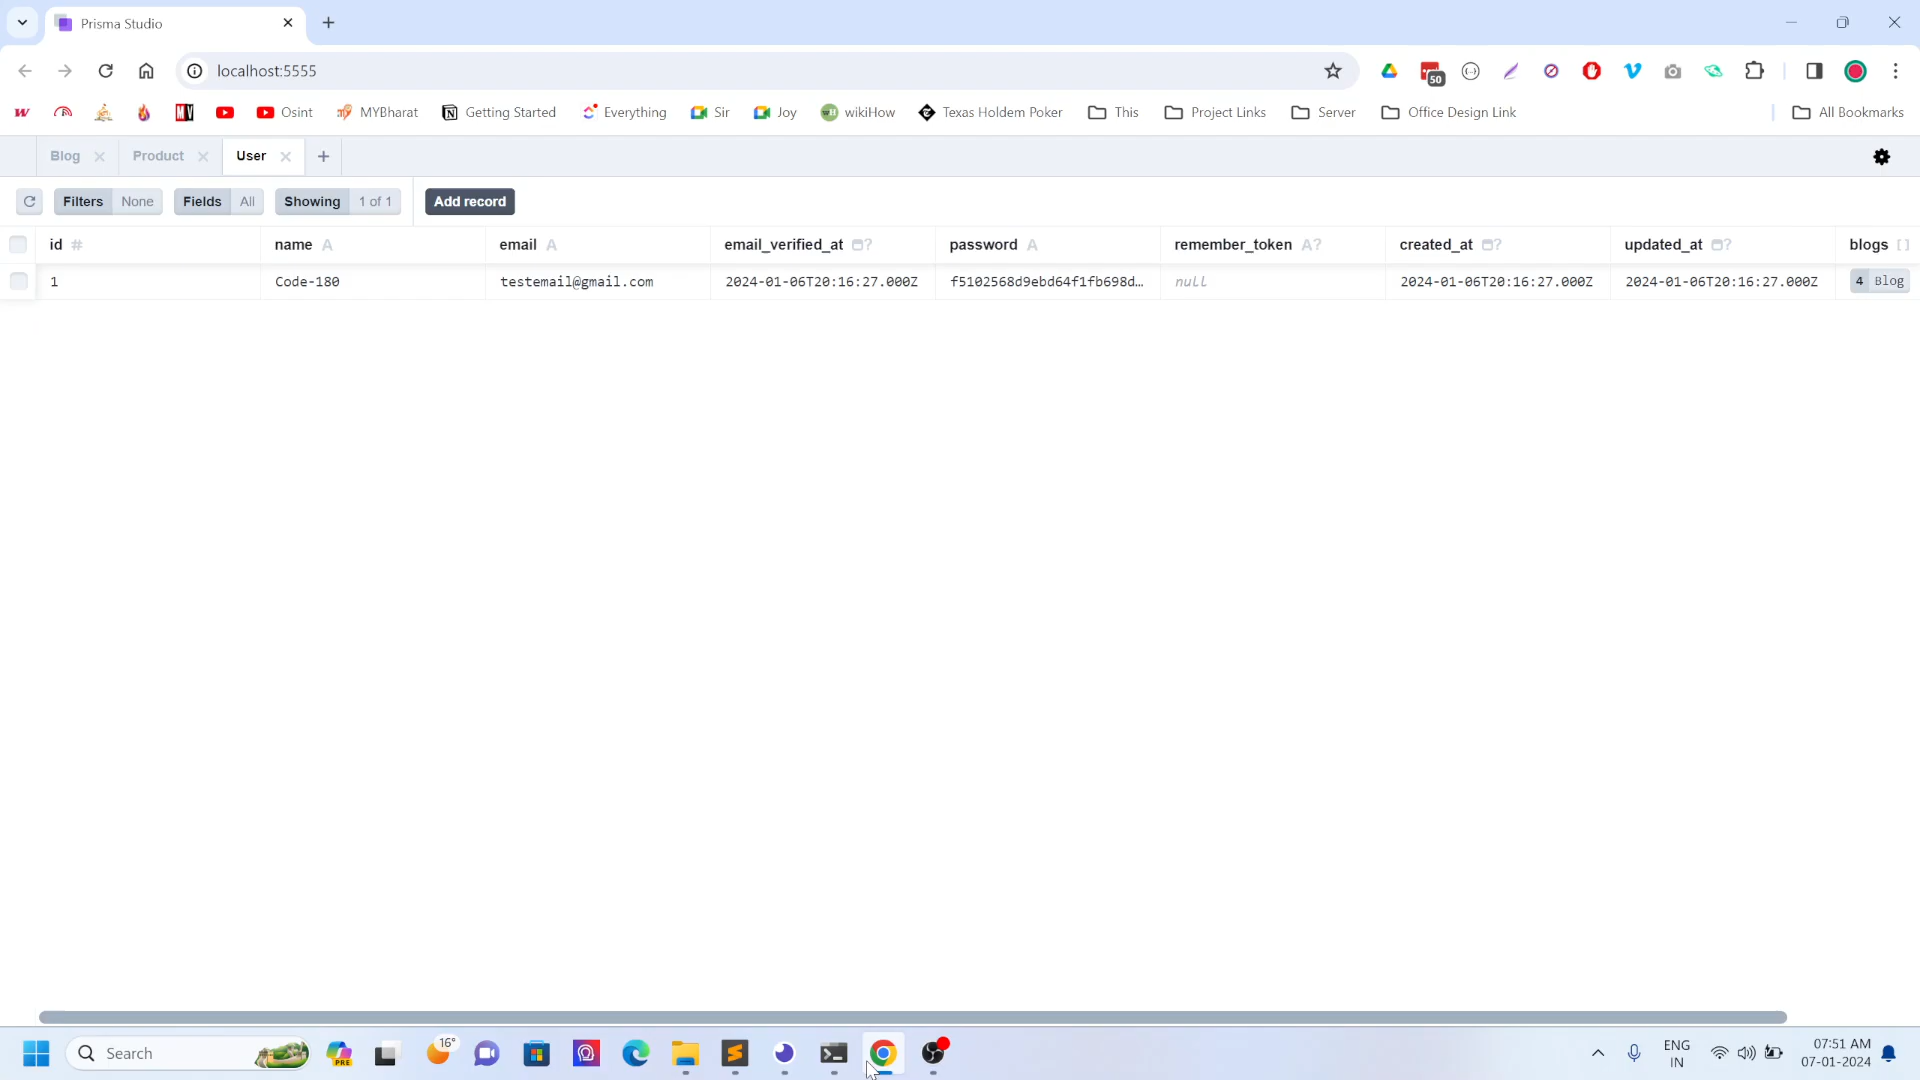 Prisma Studio
localhost:5555
50
Osint
MYBharat
Getting Started
Everything
Sir
Joy
wikiHow
Texas Holdem Poker
This
Project Links
Server
Office Design Link
All Bookmarks
Blog
Product
User
Filters None
Fields All
Showing 1 of 1
Add record
id # name A email A email_verified_at ? password A remember_token A? created_at ? updated_at ? blogs []
1 Code-180 testemail@gmail.com 2024-01-06T20:16:27.000Z f5102568d9ebd64f1fb698d… null 2024-01-06T20:16:27.000Z 2024-01-06T20:16:27.000Z 4 Blog
Search
PRE
16°
ENG
IN
07:51 AM
07-01-2024